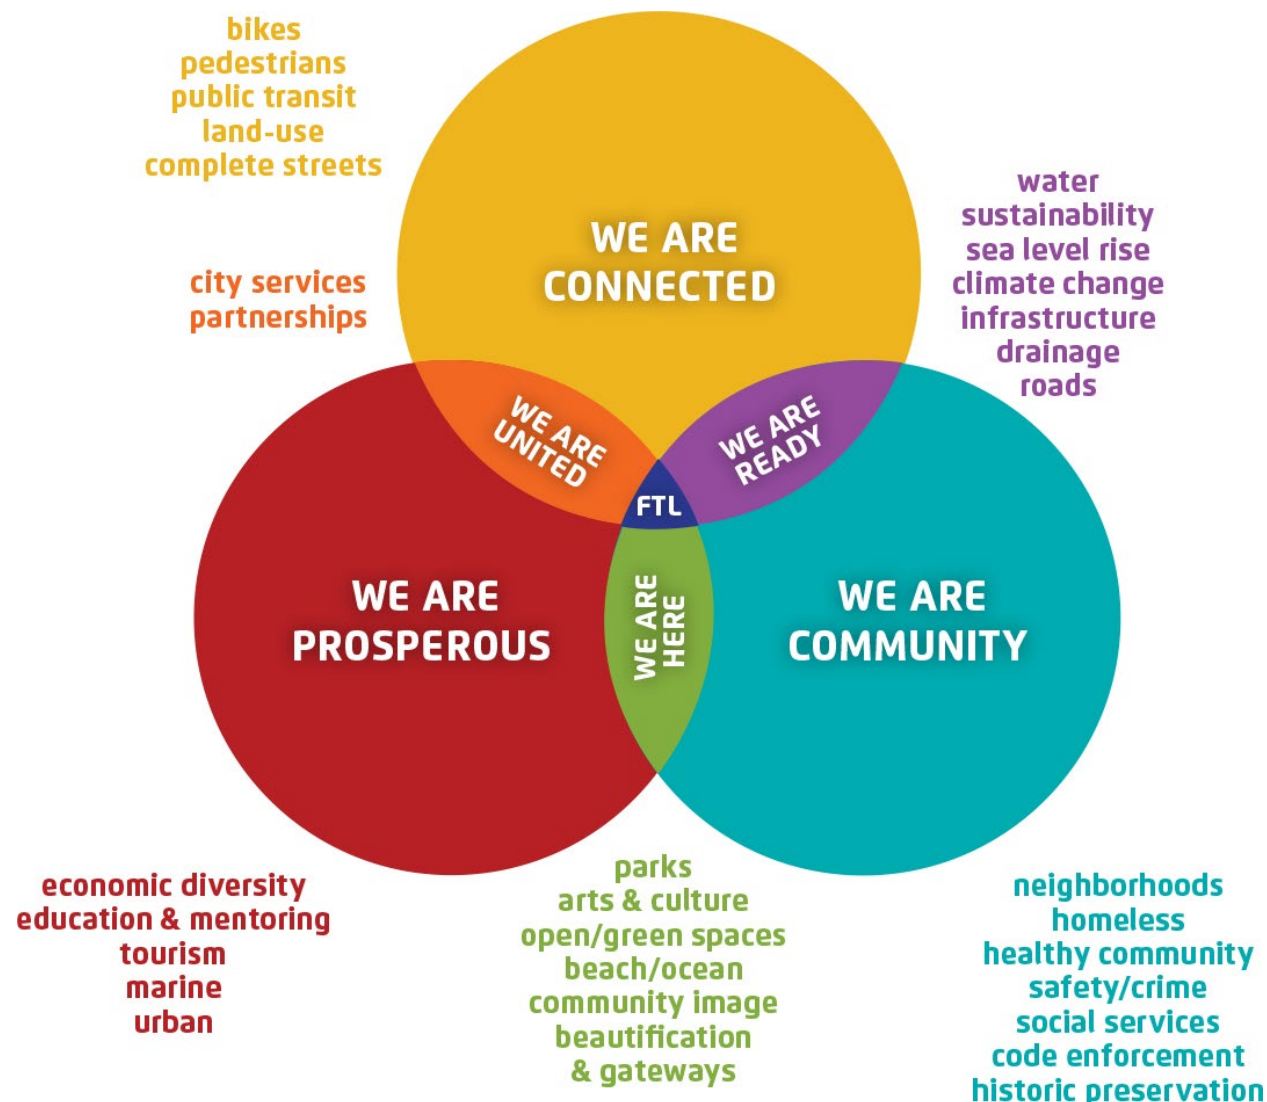 bikes
pedestrians
public transit
land-use
complete streets
city services
partnerships
WE ARE
CONNECTED
water
sustainability
sea level rise
climate change
infrastructure
drainage
roads
WE ARE
UNITED
WE ARE
READY
FTL
WE ARE
PROSPEROUS
WE ARE
HERE
WE ARE
COMMUNITY
economic diversity
education & mentoring
tourism
marine
urban
parks
arts & culture
open/green spaces
beach/ocean
community image
beautification
& gateways
neighborhoods
homeless
healthy community
safety/crime
social services
code enforcement
historic preservation